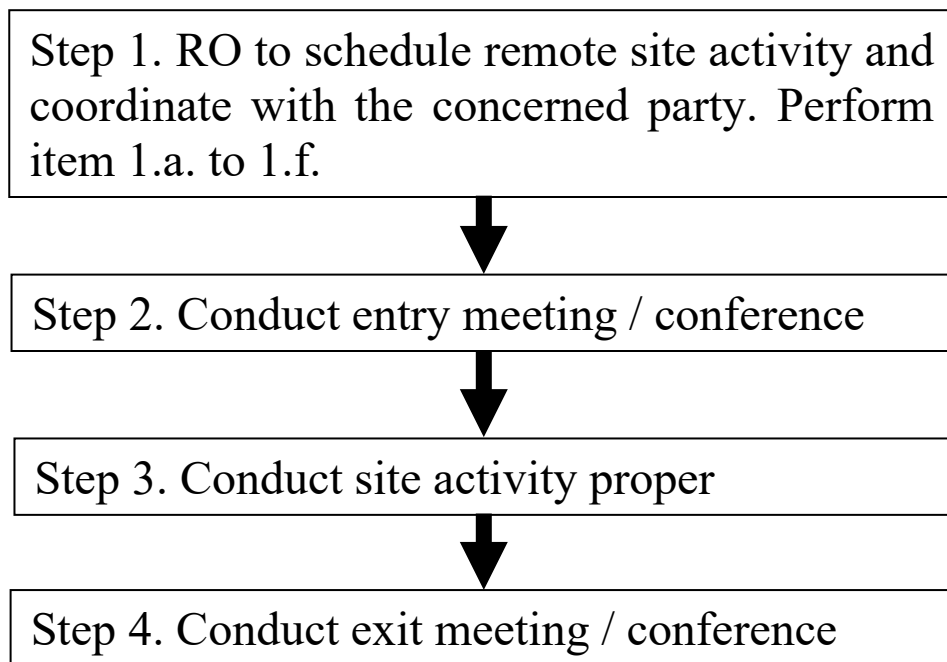 Step 1. RO to schedule remote site activity and
coordinate with the concerned party. Perform
item 1.a. to 1.f.
Step 2. Conduct entry meeting / conference
Step 3. Conduct site activity proper
Step 4. Conduct exit meeting / conference